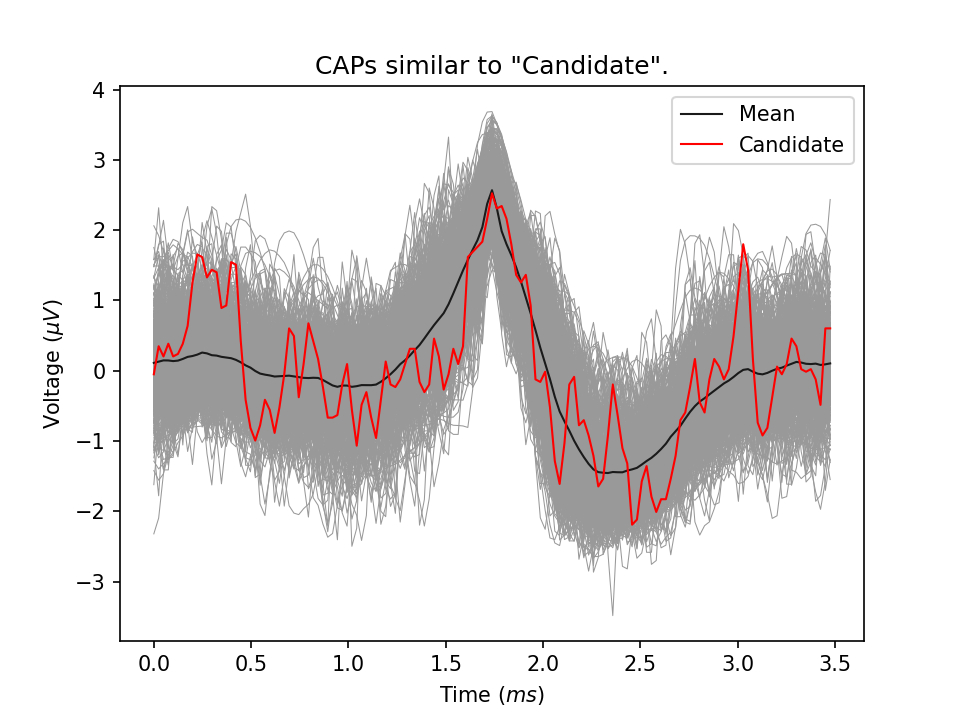 CAPs similar to "Candidate".
Mean
Candidate
Voltage (μV)
4
3
2
1
0
−1
−2
−3
0.0 0.5 1.0 1.5 2.0 2.5 3.0 3.5
Time (ms)